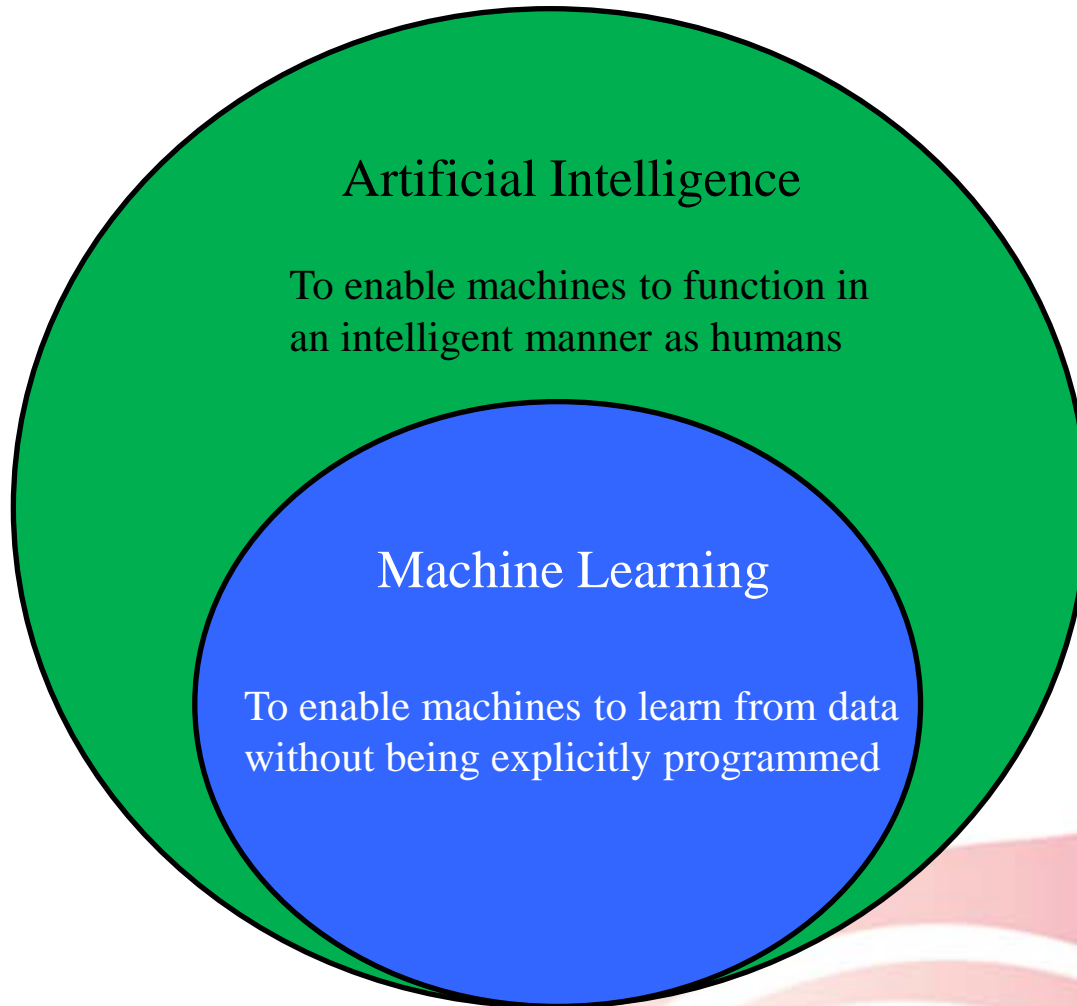 Artificial Intelligence
To enable machines to function in
an intelligent manner as humans
Machine Learning
To enable machines to learn from data
without being explicitly programmed